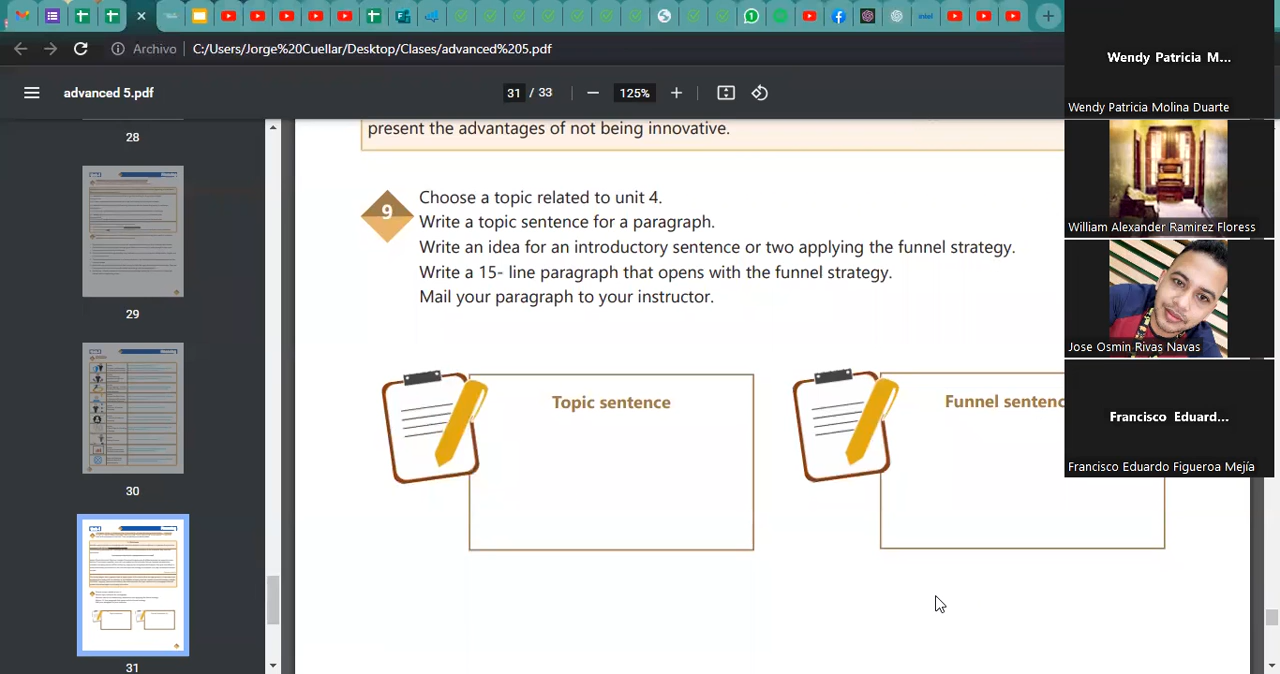 Archivo C:/Users/Jorge%20Cuellar/Desktop/Clases/advanced%205.pdf
advanced 5.pdf
31 / 33
125%
28
29
30
31
present the advantages of not being innovative.
9
Choose a topic related to unit 4.
Write a topic sentence for a paragraph.
Write an idea for an introductory sentence or two applying the funnel strategy.
Write a 15- line paragraph that opens with the funnel strategy.
Mail your paragraph to your instructor.
Topic sentence
Funnel sentenc
Wendy Patricia M...
Wendy Patricia Molina Duarte
William Alexander Ramirez Floress
Jose Osmin Rivas Navas
Francisco Eduard...
Francisco Eduardo Figueroa Mejía